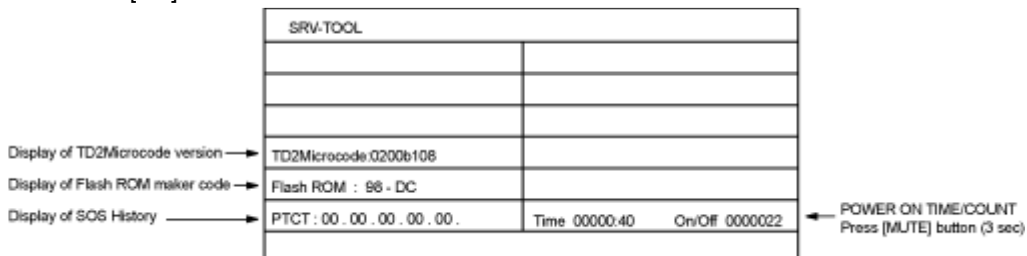 SRV-TOOL
Display of TD2Microcode version
TD2Microcode:0200b108
Display of Flash ROM maker code
Flash ROM : 98 - DC
Display of SOS History
PTCT : 00 . 00 . 00 . 00 . 00 .
Time 00000:40 On/Off 0000022
POWER ON TIME/COUNT
Press [MUTE] button (3 sec)